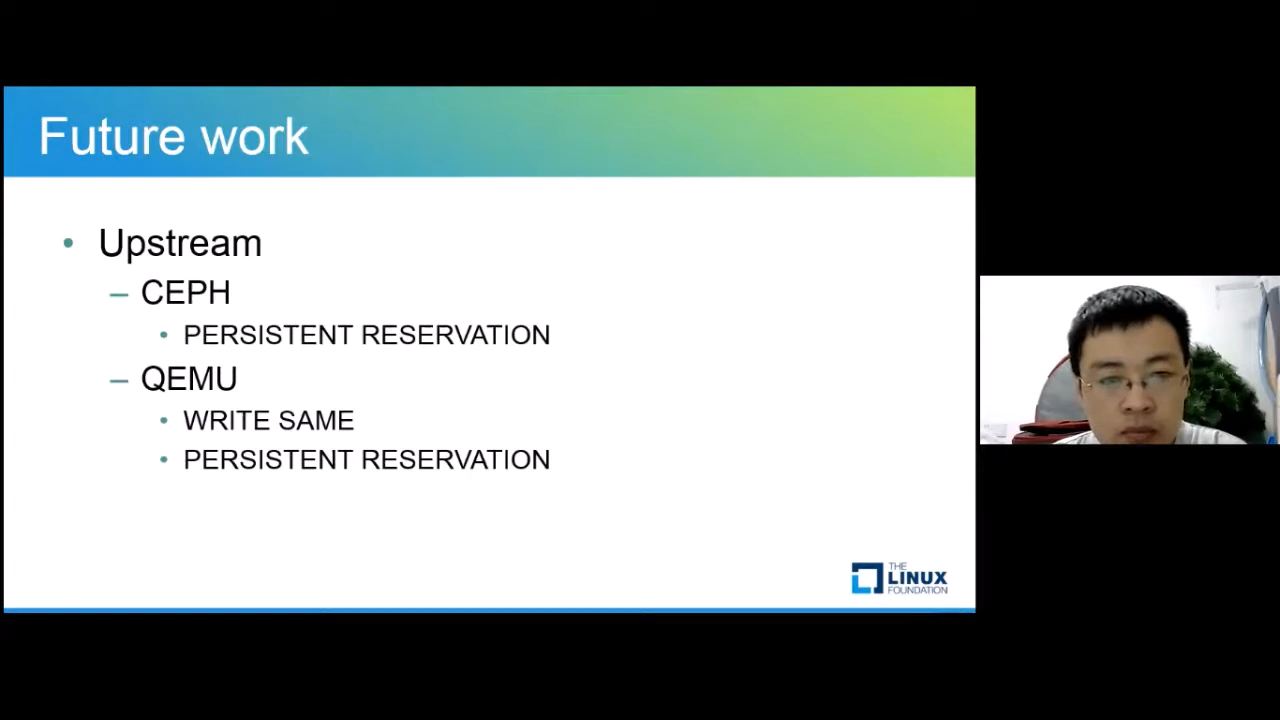 Future work
• Upstream
– CEPH
• PERSISTENT RESERVATION
– QEMU
• WRITE SAME
• PERSISTENT RESERVATION
THE
LINUX
FOUNDATION